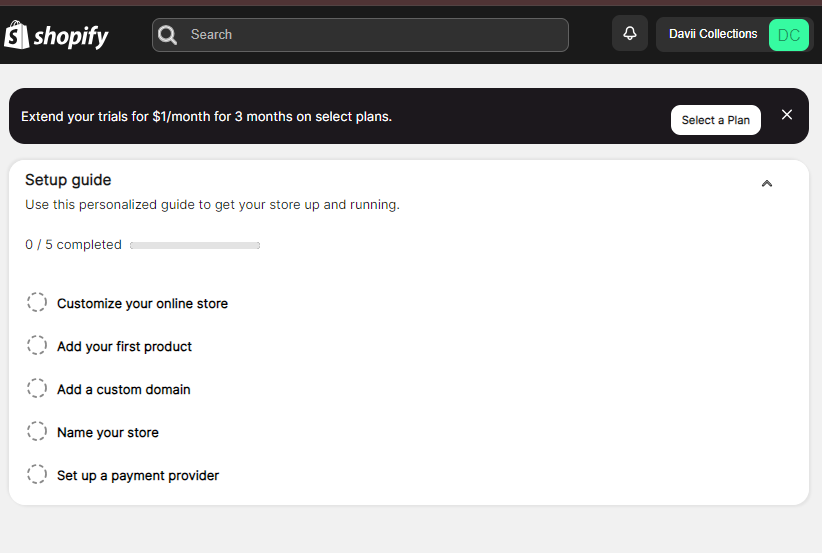 shopify
Search
Davii Collections
DC
Extend your trials for $1/month for 3 months on select plans.
Select a Plan
Setup guide
Use this personalized guide to get your store up and running.
0 / 5 completed
Customize your online store
Add your first product
Add a custom domain
Name your store
Set up a payment provider